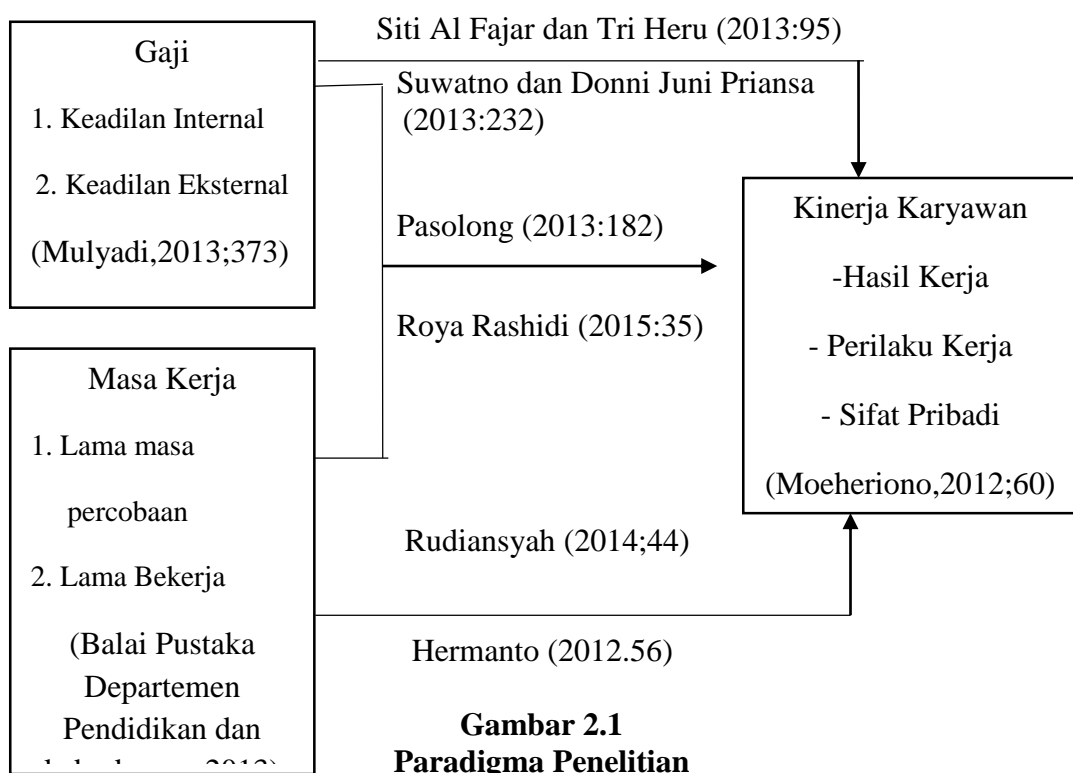 Gaji
1. Keadilan Internal
2. Keadilan Eksternal
(Mulyadi,2013;373)
Masa Kerja
1. Lama masa
percobaan
2. Lama Bekerja
(Balai Pustaka
Departemen
Pendidikan dan
Siti Al Fajar dan Tri Heru (2013:95)
Suwatno dan Donni Juni Priansa
(2013:232)
Pasolong (2013:182)
Roya Rashidi (2015:35)
Rudiansyah (2014;44)
Hermanto (2012.56)
Kinerja Karyawan
-Hasil Kerja
- Perilaku Kerja
- Sifat Pribadi
(Moeheriono,2012;60)
Gambar 2.1
Paradigma Penelitian